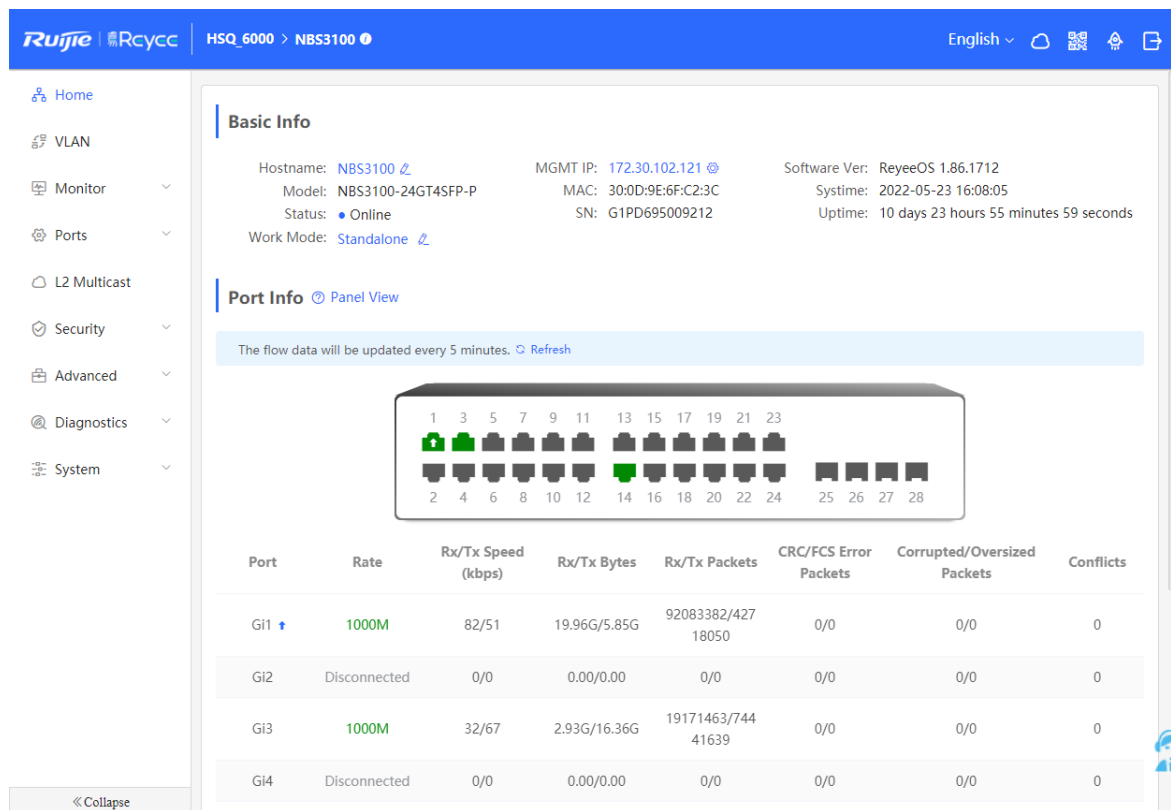 Ruijie | Rcycc HSQ_6000 > NBS3100 English
Home
VLAN
Monitor
Ports
L2 Multicast
Security
Advanced
Diagnostics
System
« Collapse
Basic Info
Hostname: NBS3100 MGMT IP: 172.30.102.121 Software Ver: ReyeeOS 1.86.1712
Model: NBS3100-24GT4SFP-P MAC: 30:0D:9E:6F:C2:3C Systime: 2022-05-23 16:08:05
Status: Online SN: G1PD695009212 Uptime: 10 days 23 hours 55 minutes 59 seconds
Work Mode: Standalone
Port Info Panel View
The flow data will be updated every 5 minutes. Refresh
1 3 5 7 9 11 13 15 17 19 21 23
2 4 6 8 10 12 14 16 18 20 22 24 25 26 27 28
Port Rate Rx/Tx Speed (kbps) Rx/Tx Bytes Rx/Tx Packets CRC/FCS Error Packets Corrupted/Oversized Packets Conflicts
Gi1 1000M 82/51 19.96G/5.85G 92083382/42718050 0/0 0/0 0
Gi2 Disconnected 0/0 0.00/0.00 0/0 0/0 0/0 0
Gi3 1000M 32/67 2.93G/16.36G 19171463/74441639 0/0 0/0 0
Gi4 Disconnected 0/0 0.00/0.00 0/0 0/0 0/0 0